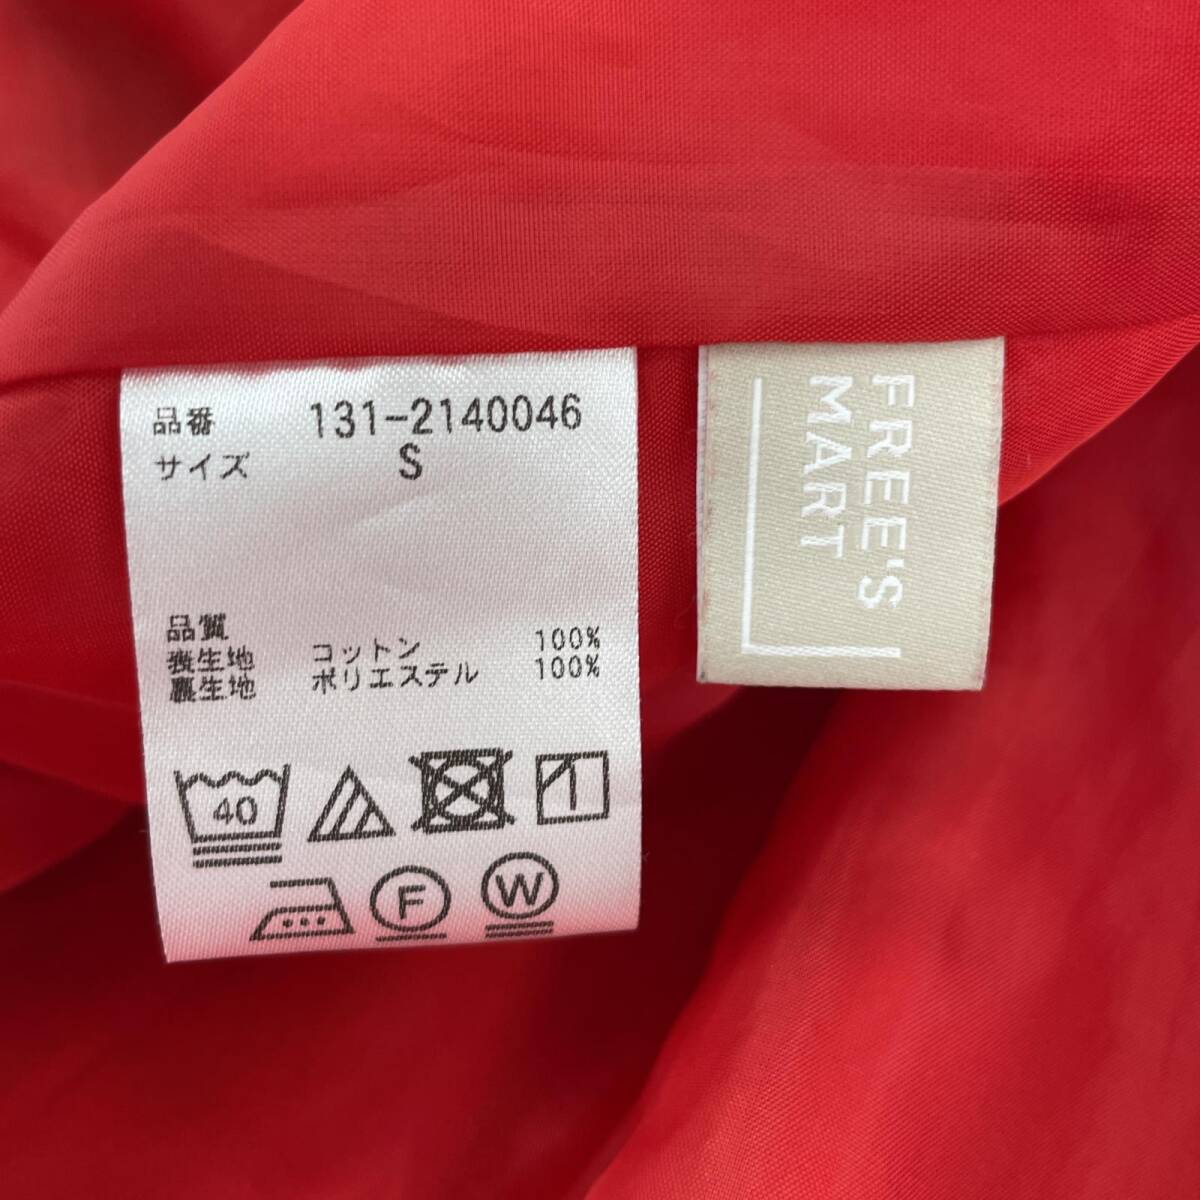 品番 131-2140046
サイズ S
品質
表生地 コットン 100%
裏生地 ポリエステル 100%
40
F
W
FREE'S
MART